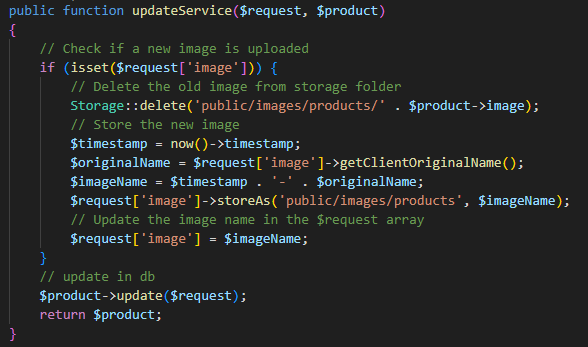 public function updateService($request, $product)
{
    // Check if a new image is uploaded
    if (isset($request['image'])) {
        // Delete the old image from storage folder
        Storage::delete('public/images/products/' . $product->image);
        // Store the new image
        $timestamp = now()->timestamp;
        $originalName = $request['image']->getClientOriginalName();
        $imageName = $timestamp . '-' . $originalName;
        $request['image']->storeAs('public/images/products', $imageName);
        // Update the image name in the $request array
        $request['image'] = $imageName;
    }
    // update in db
    $product->update($request);
    return $product;
}